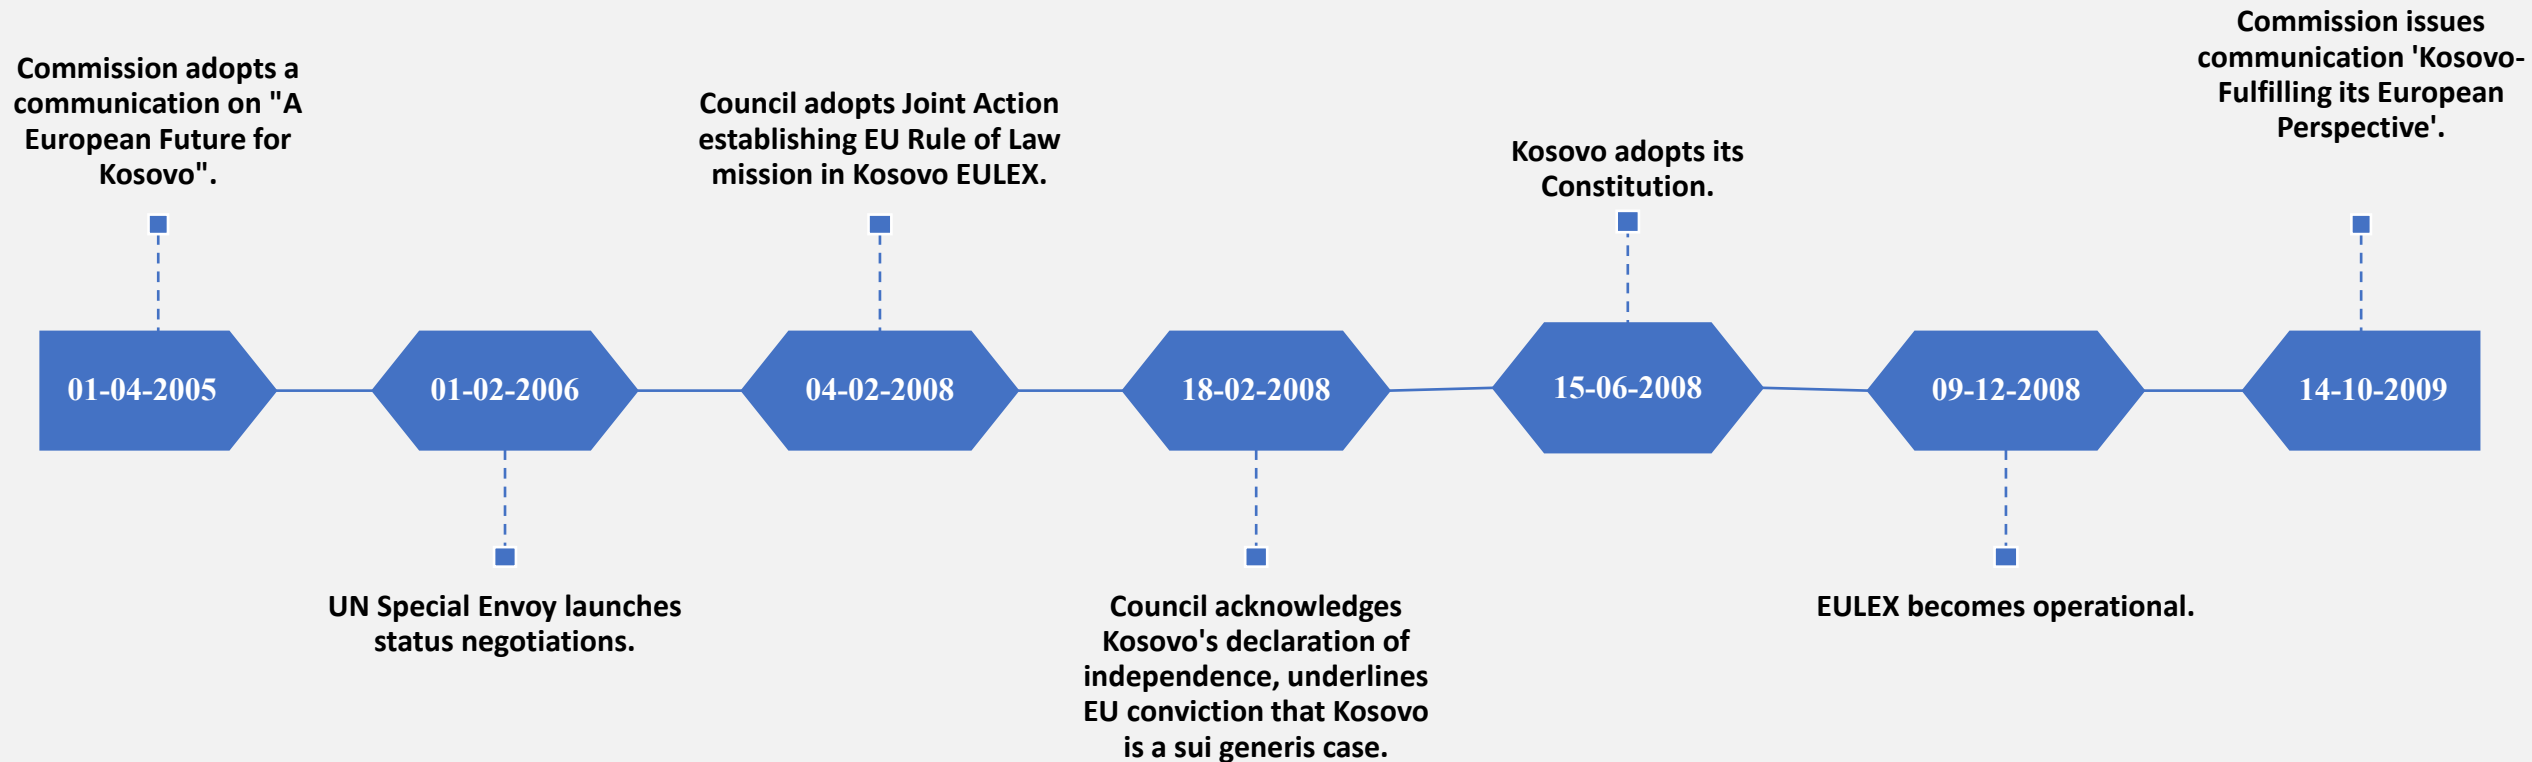 Commission adopts a
communication on "A
European Future for
Kosovo".
Council adopts Joint Action
establishing EU Rule of Law
mission in Kosovo EULEX.
Kosovo adopts its
Constitution.
Commission issues
communication 'Kosovo-
Fulfilling its European
Perspective'.
01-04-2005
01-02-2006
04-02-2008
18-02-2008
15-06-2008
09-12-2008
14-10-2009
UN Special Envoy launches
status negotiations.
Council acknowledges
Kosovo's declaration of
independence, underlines
EU conviction that Kosovo
is a sui generis case.
EULEX becomes operational.